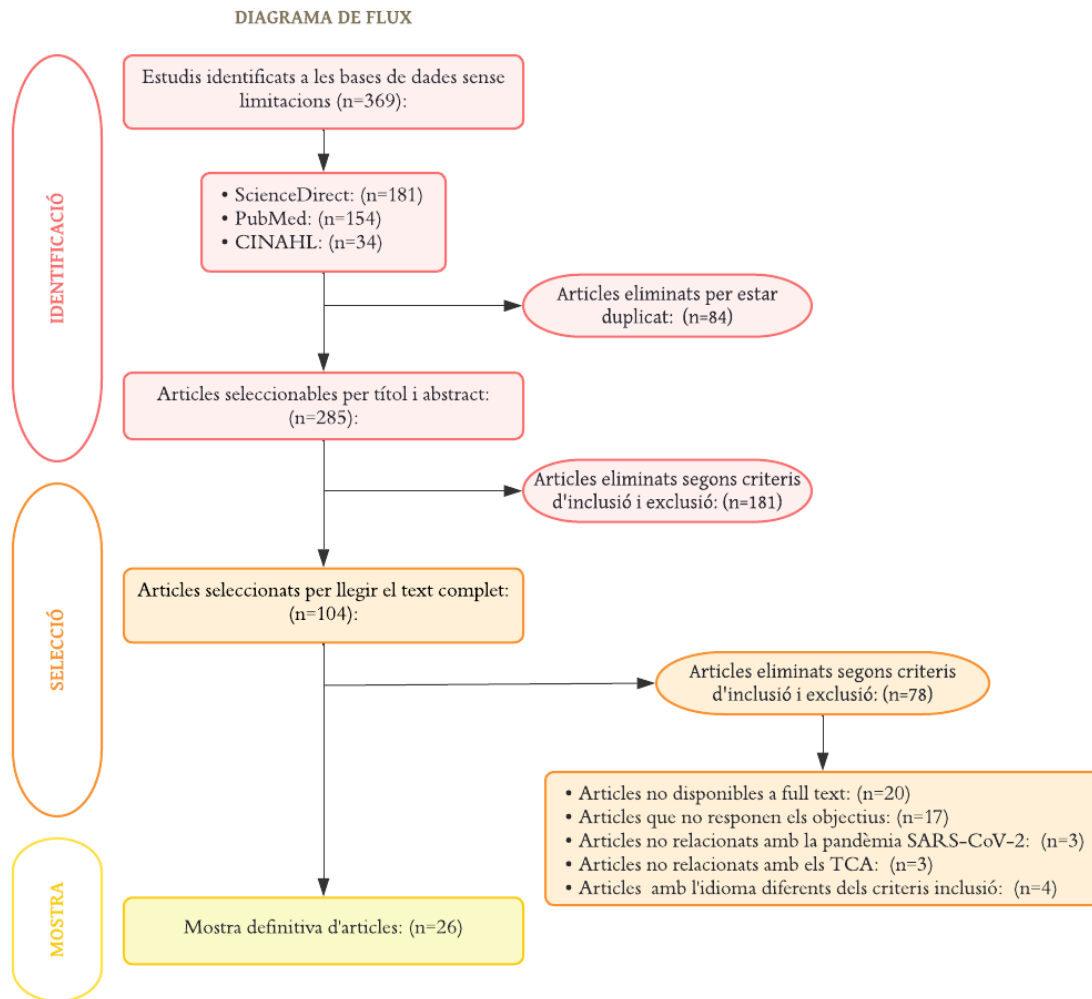 DIAGRAMA DE FLUX
IDENTIFICACIÓ
Estudis identificats a les bases de dades sense
limitacions (n=369):
• ScienceDirect: (n=181)
• PubMed: (n=154)
• CINAHL: (n=34)
Articles eliminats per estar
duplicat: (n=84)
Articles seleccionables per títol i abstract:
(n=285):
Articles eliminats segons criteris
d'inclusió i exclusió: (n=181)
SELECCIÓ
Articles seleccionats per llegir el text complet:
(n=104):
Articles eliminats segons criteris
d'inclusió i exclusió: (n=78)
• Articles no disponibles a full text: (n=20)
• Articles que no responen els objectius: (n=17)
• Articles no relacionats amb la pandèmia SARS-CoV-2: (n=3)
• Articles no relacionats amb els TCA: (n=3)
• Articles amb l'idioma diferents dels criteris inclusió: (n=4)
MOSTRA
Mostra definitiva d'articles: (n=26)